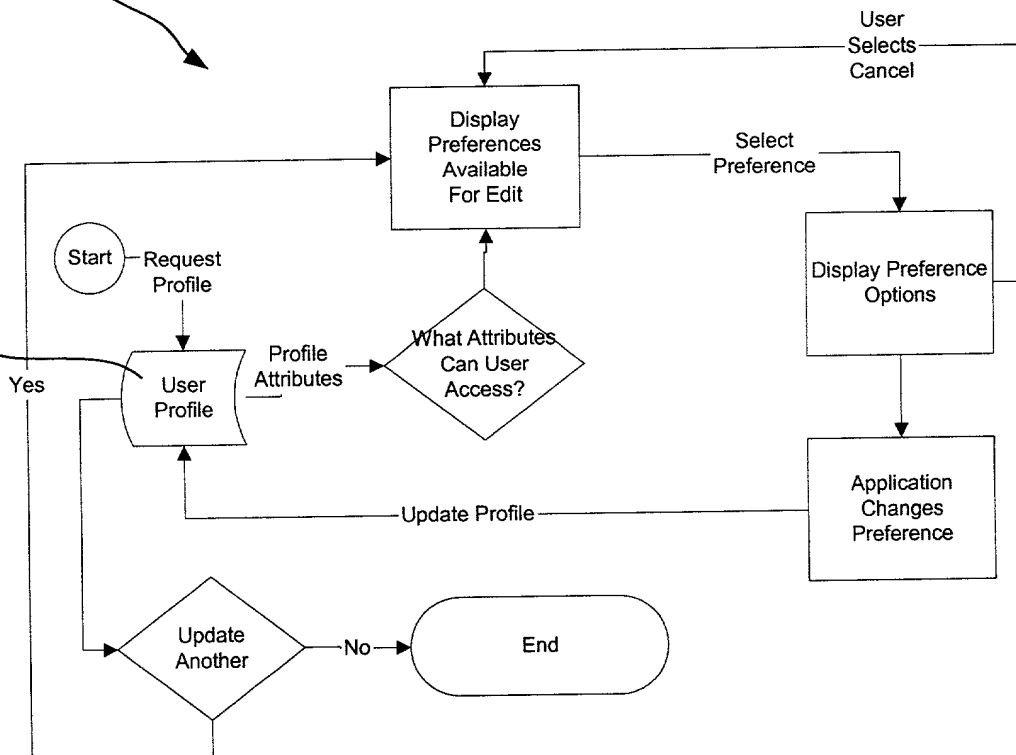 User
Selects
Cancel
Display
Preferences
Available
For Edit
Select
Preference
Start
Request
Profile
Display Preference
Options
What Attributes
Can User
Access?
Profile
Attributes
Yes
User
Profile
Application
Changes
Preference
Update Profile
Update
Another
No
End